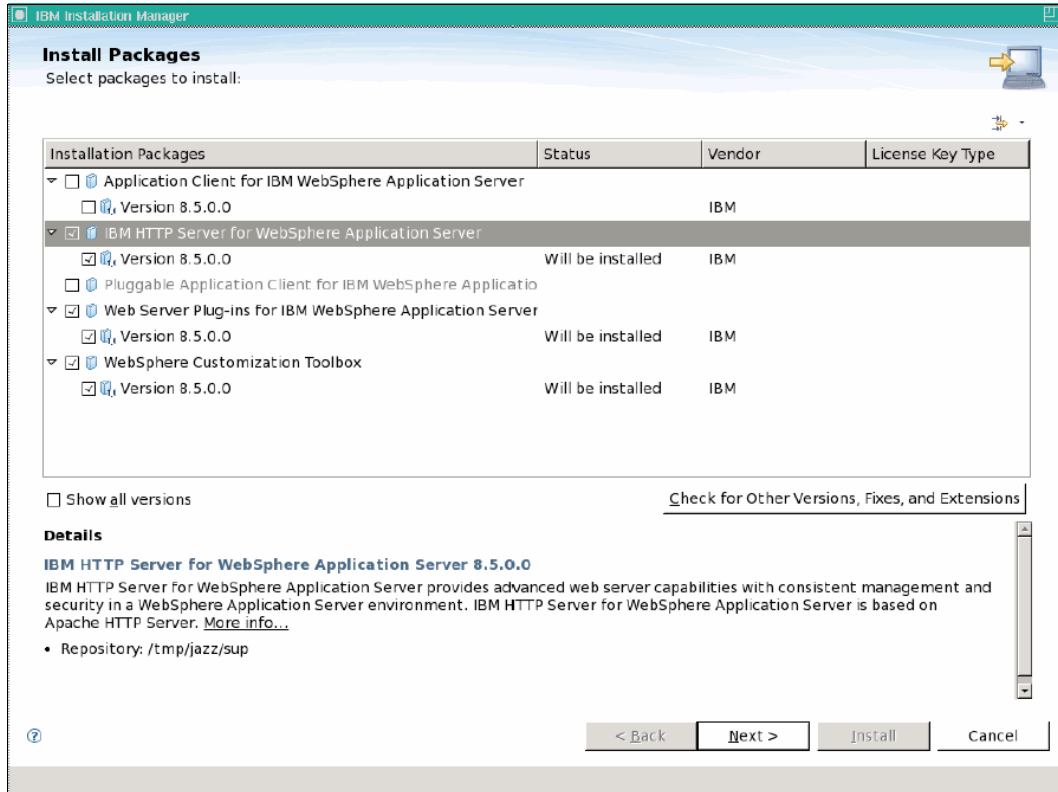 IBM Installation Manager
Install Packages
Select packages to install:
Installation Packages Status Vendor License Key Type
Application Client for IBM WebSphere Application Server
Version 8.5.0.0 IBM
IBM HTTP Server for WebSphere Application Server
Version 8.5.0.0 Will be installed IBM
Pluggable Application Client for IBM WebSphere Applicatio
Web Server Plug-ins for IBM WebSphere Application Server
Version 8.5.0.0 Will be installed IBM
WebSphere Customization Toolbox
Version 8.5.0.0 Will be installed IBM
Show all versions Check for Other Versions, Fixes, and Extensions
Details
IBM HTTP Server for WebSphere Application Server 8.5.0.0
IBM HTTP Server for WebSphere Application Server provides advanced web server capabilities with consistent management and
security in a WebSphere Application Server environment. IBM HTTP Server for WebSphere Application Server is based on
Apache HTTP Server. More info...
• Repository: /tmp/jazz/sup
? < Back Next > Install Cancel